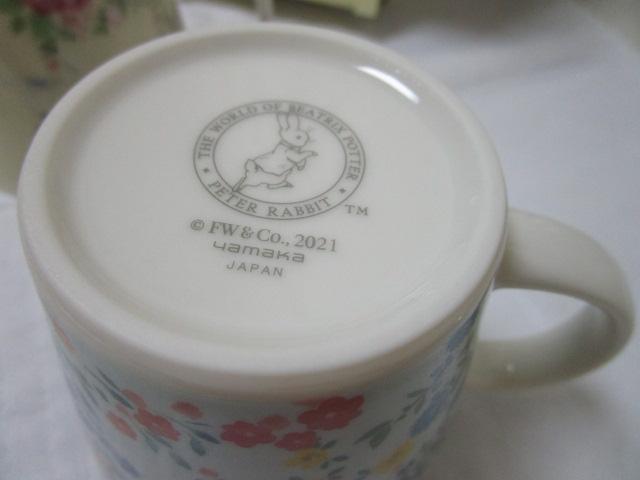 THE WORLD OF BEATRIX POTTER
PETER RABBIT
TM
© FW & Co., 2021
yamaka
JAPAN